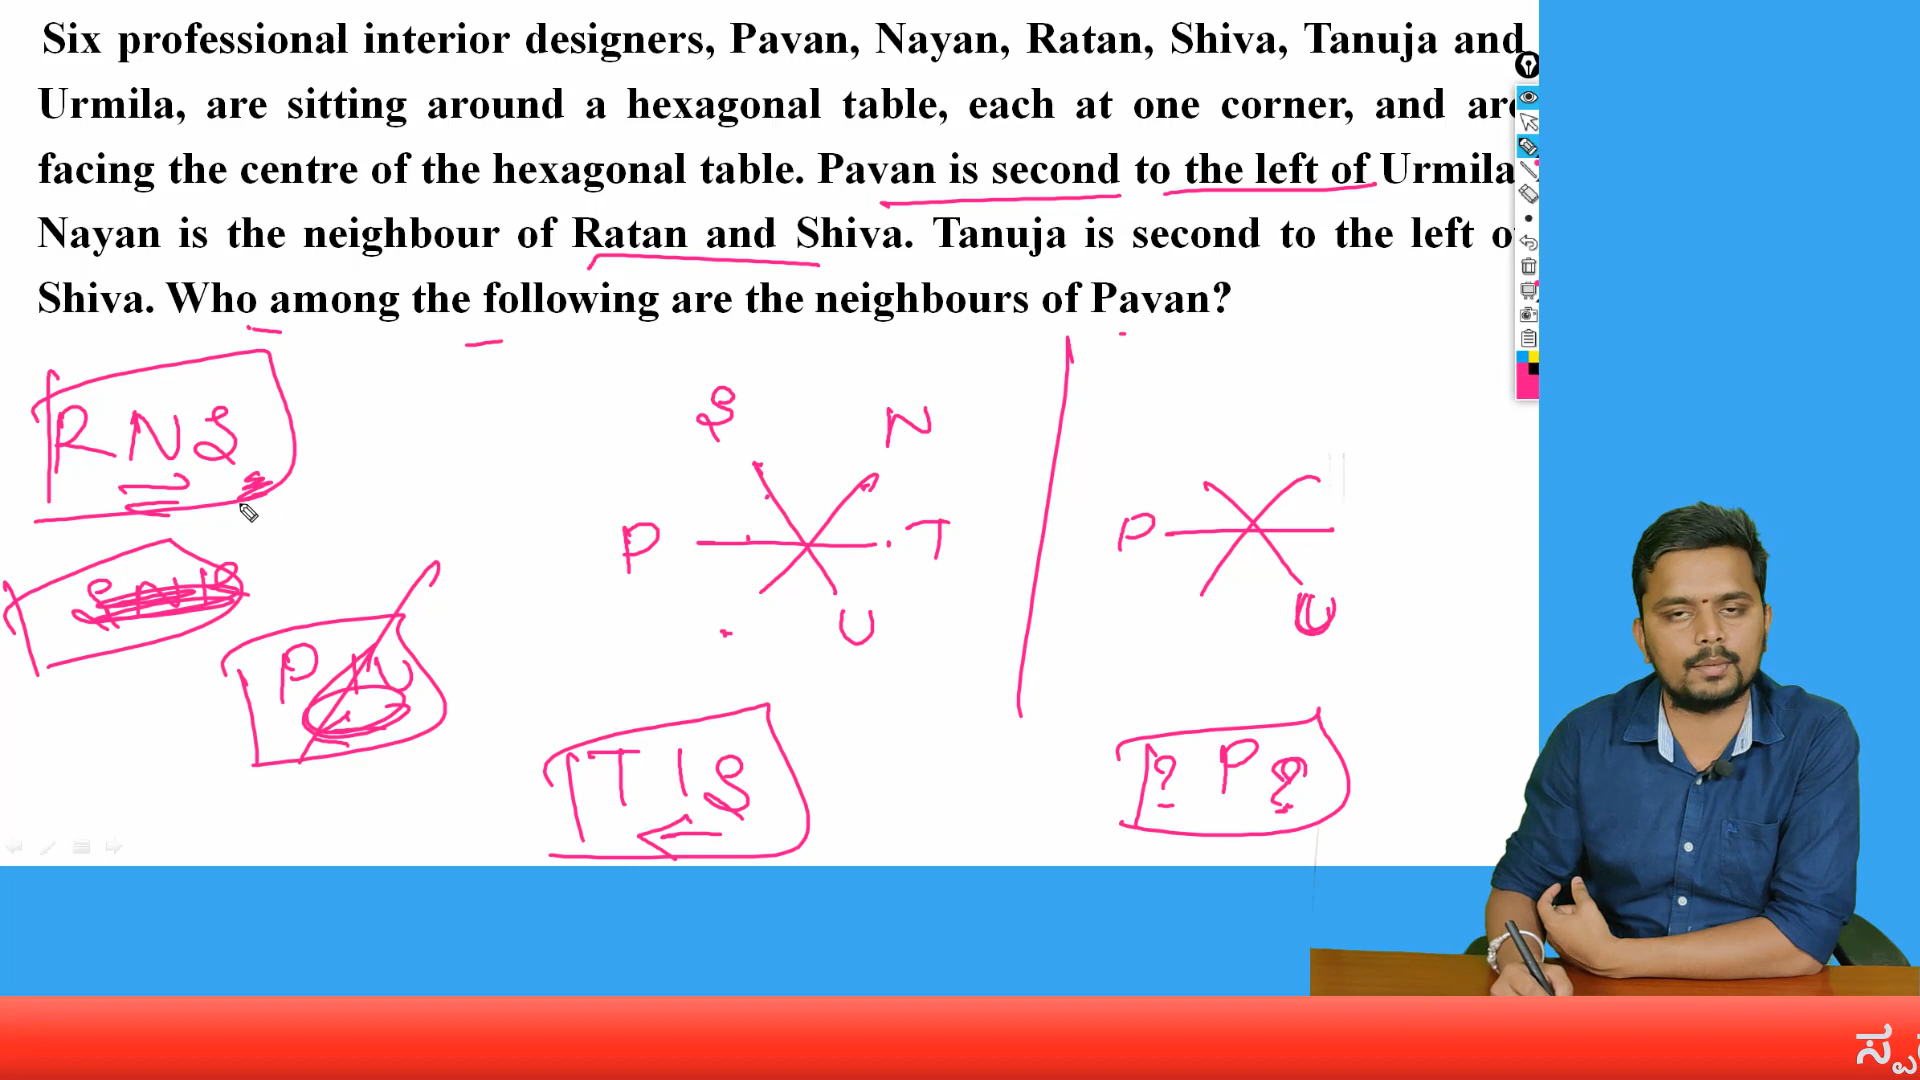 Six professional interior designers, Pavan, Nayan, Ratan, Shiva, Tanuja and
Urmila, are sitting around a hexagonal table, each at one corner, and are
facing the centre of the hexagonal table. Pavan is second to the left of Urmila.
Nayan is the neighbour of Ratan and Shiva. Tanuja is second to the left of
Shiva. Who among the following are the neighbours of Pavan?
S N
RNS
P T P
U U
P
T I S
? P ?
ಸ್ಪ